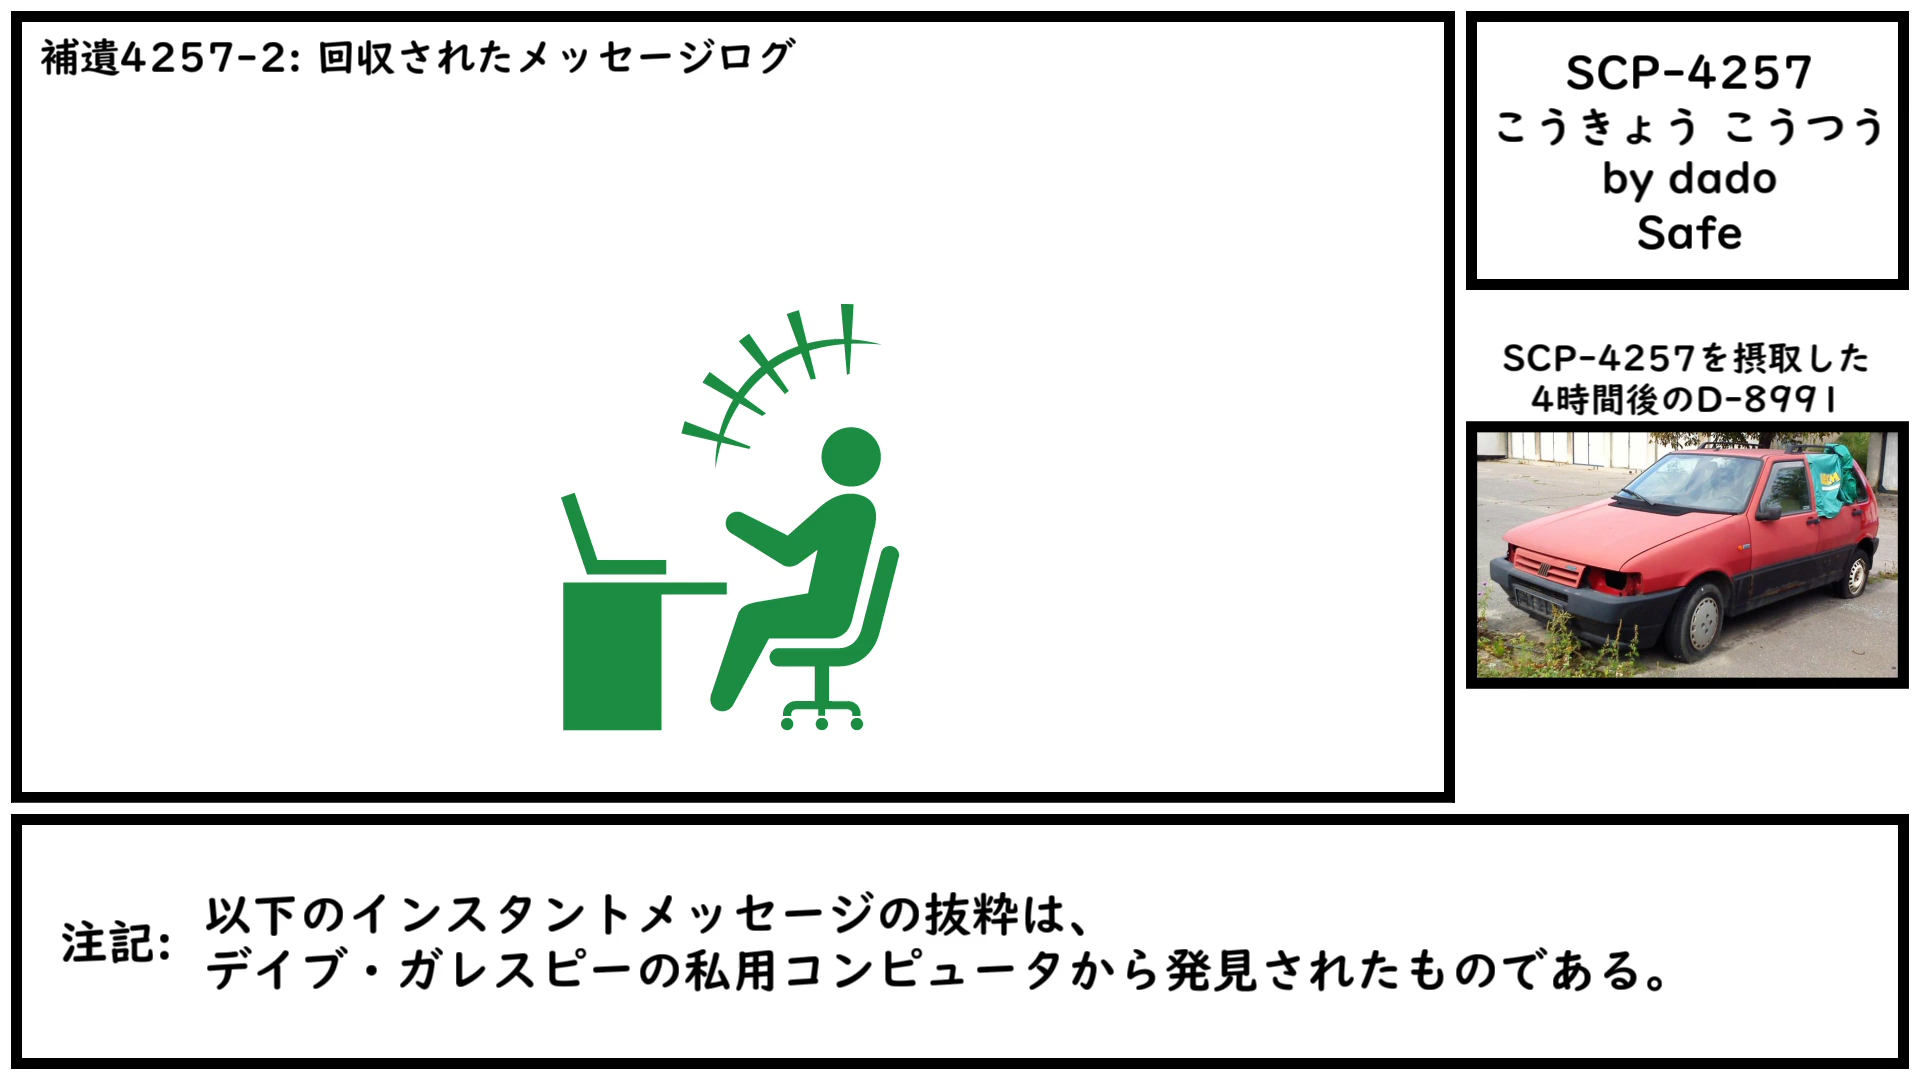 補遺4257-2: 回収されたメッセージログ
SCP-4257
こうきょう こうつう
by dado
Safe
SCP-4257を摂取した
4時間後のD-8991
注記:
以下のインスタントメッセージの抜粋は、
デイブ・ガレスピーの私用コンピュータから発見されたものである。